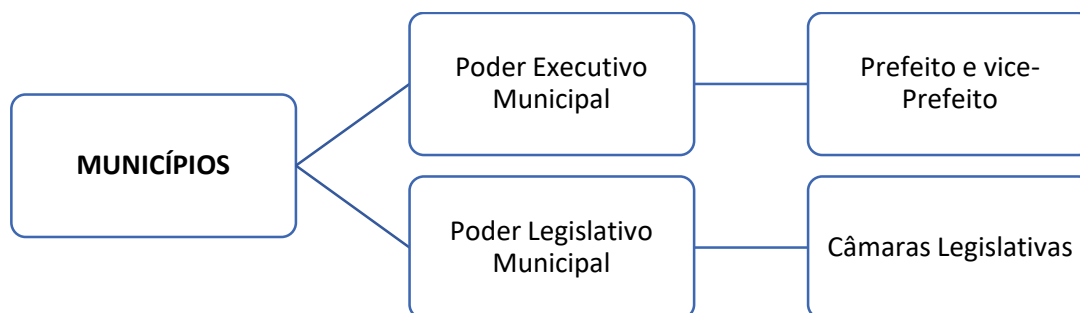 MUNICÍPIOS
Poder Executivo
Municipal
Prefeito e vice-
Prefeito
Poder Legislativo
Municipal
Câmaras Legislativas